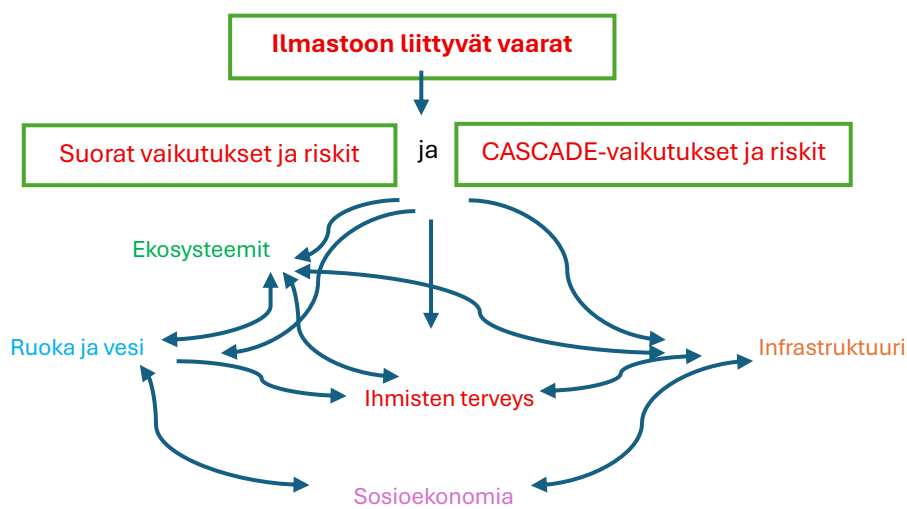 Ilmastoon liittyvät vaarat
Suorat vaikutukset ja riskit
ja
CASCADE-vaikutukset ja riskit
Ekosysteemit
Ruoka ja vesi
Infrastruktuuri
Ihmisten terveys
Sosioekonomia